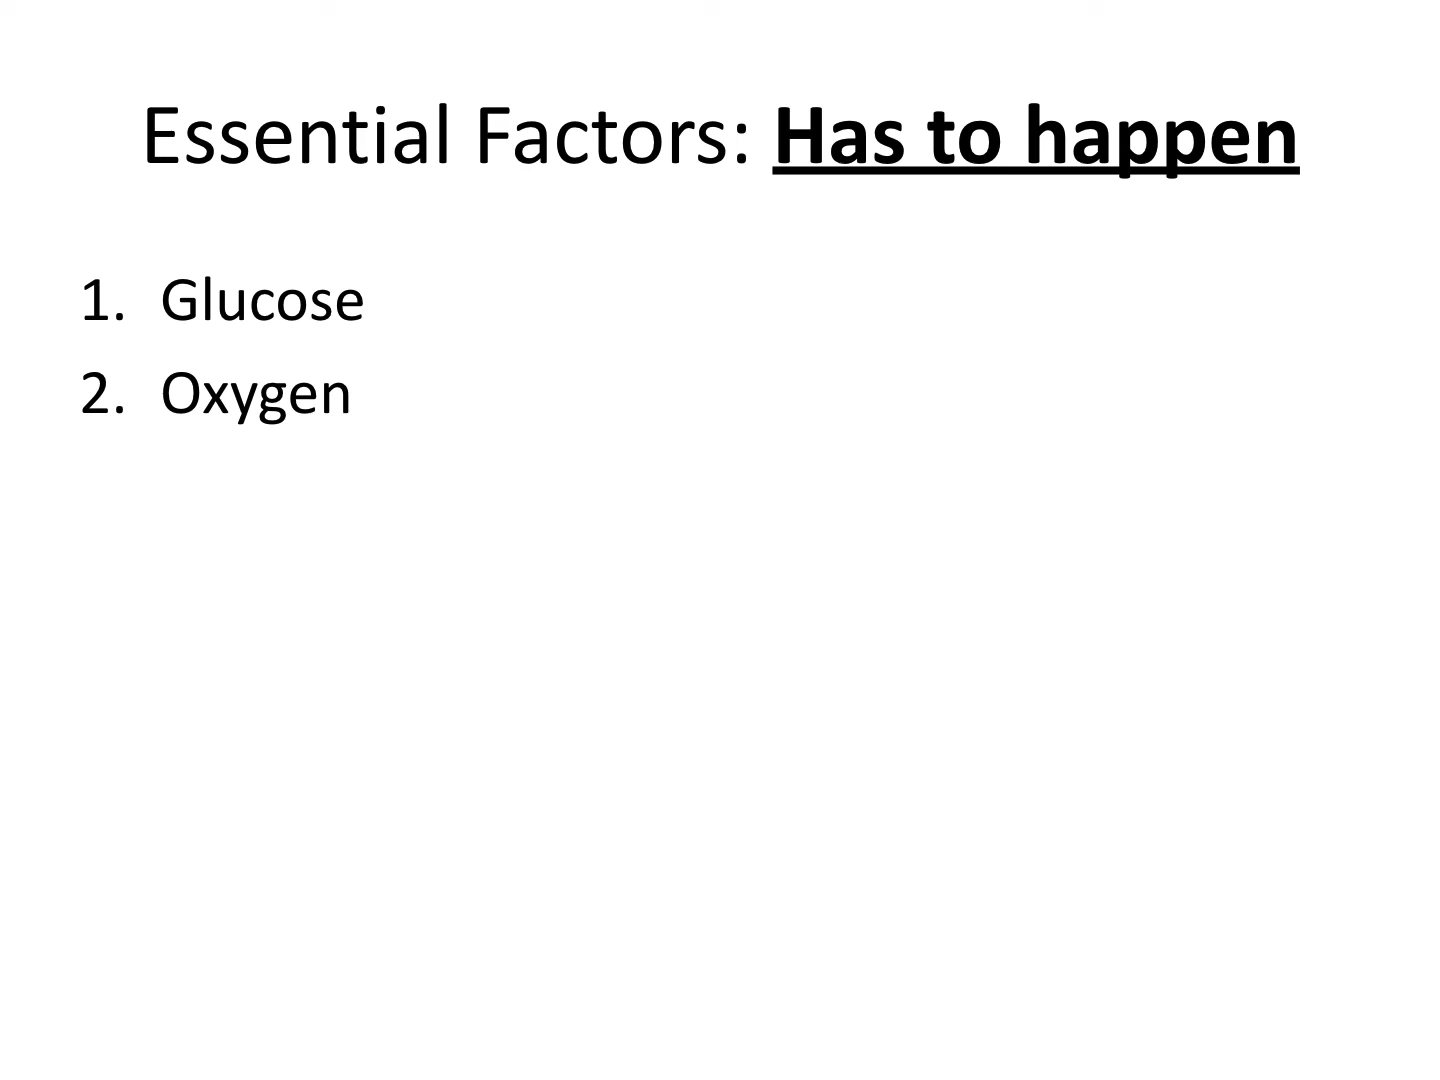 Essential Factors: Has to happen
1. Glucose
2. Oxygen